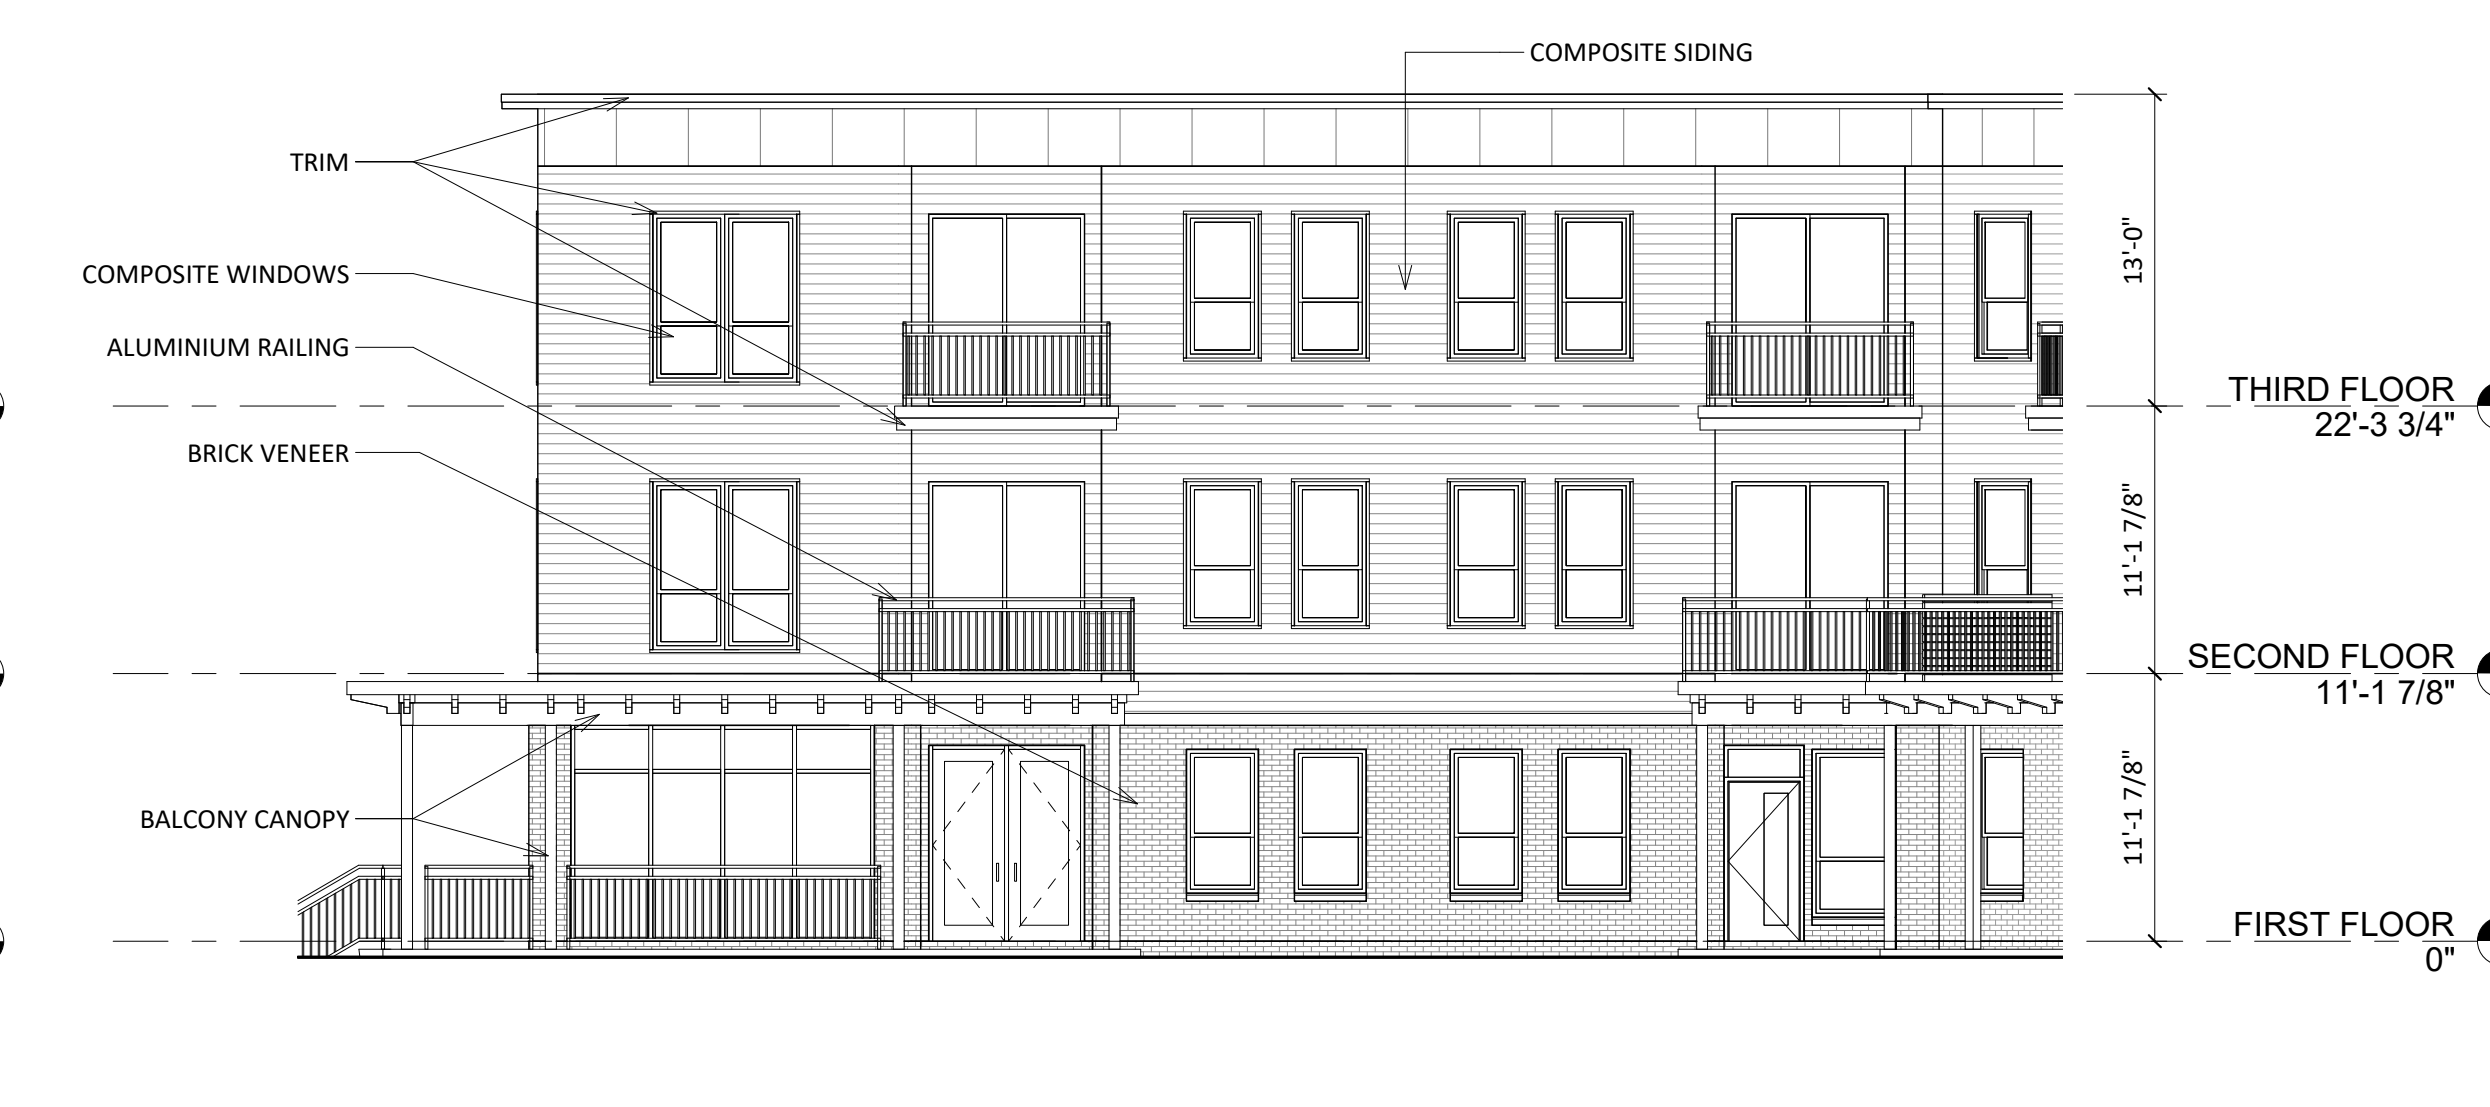 COMPOSITE SIDING
TRIM
COMPOSITE WINDOWS
ALUMINIUM RAILING
BRICK VENEER
BALCONY CANOPY
13'-0"
THIRD FLOOR
22'-3 3/4"
11'-1 7/8"
SECOND FLOOR
11'-1 7/8"
11'-1 7/8"
FIRST FLOOR
0"